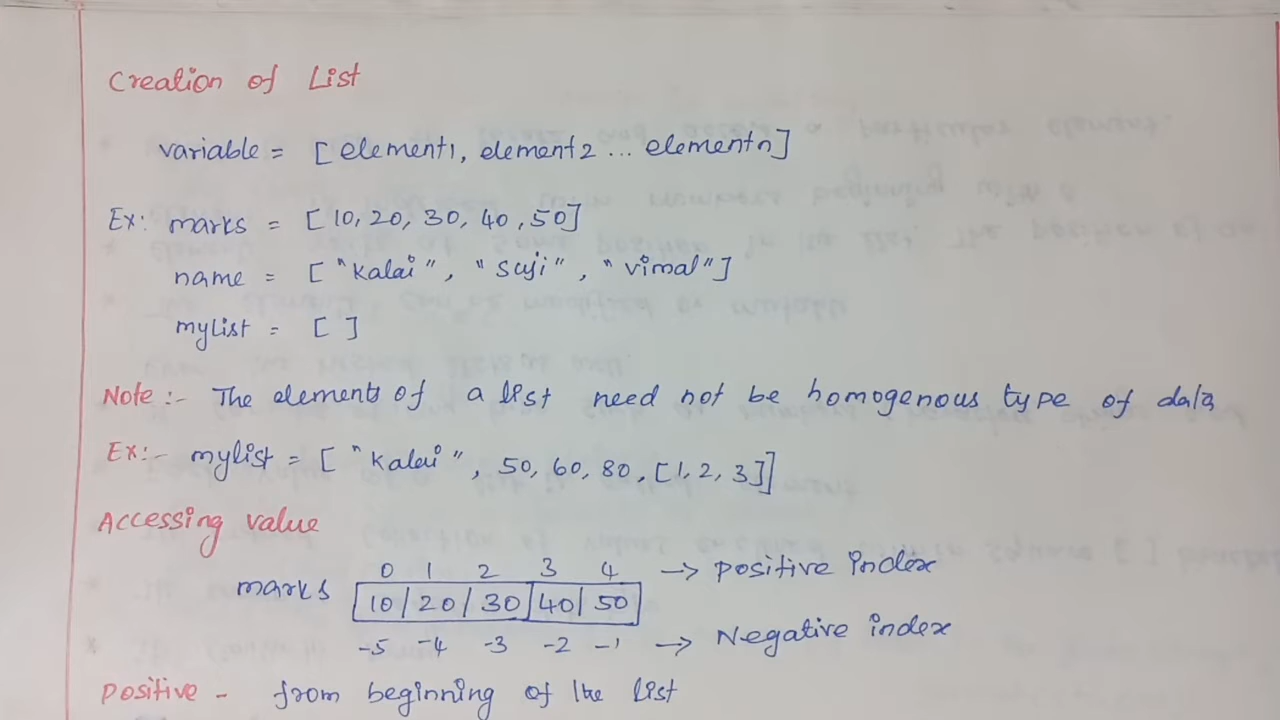 Creation of List
variable = [element1, element2 ... elementn]
Ex: marks = [10, 20, 30, 40, 50]
name = ["Kalai", "Suji", "Vimal"]
mylist = [ ]
Note :- The elements of a list need not be homogenous type of data
Ex:- mylist = ["Kalai", 50, 60, 80, [1, 2, 3]]
Accessing value
0 1 2 3 4 → positive index
marks 10 | 20 | 30 | 40 | 50
-5 -4 -3 -2 -1 → Negative index
positive - from beginning of the list